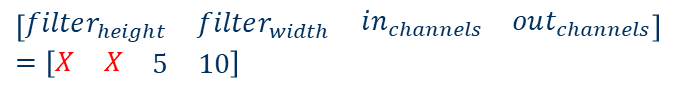 [filter_height filter_width in_channels out_channels]
= [X X 5 10]